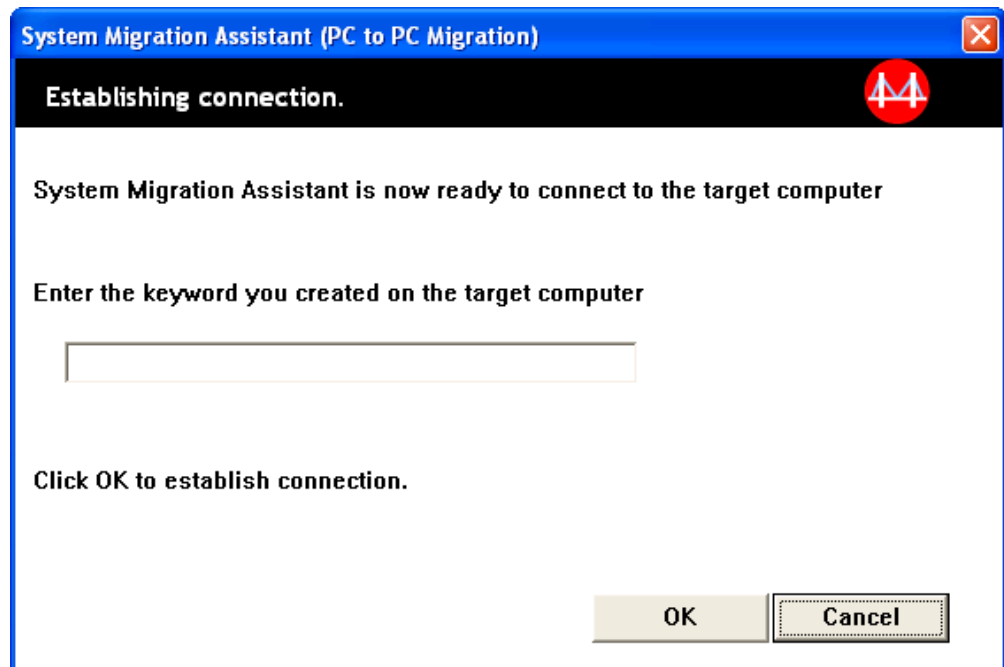 System Migration Assistant (PC to PC Migration)
Establishing connection.
System Migration Assistant is now ready to connect to the target computer
Enter the keyword you created on the target computer
Click OK to establish connection.
OK
Cancel